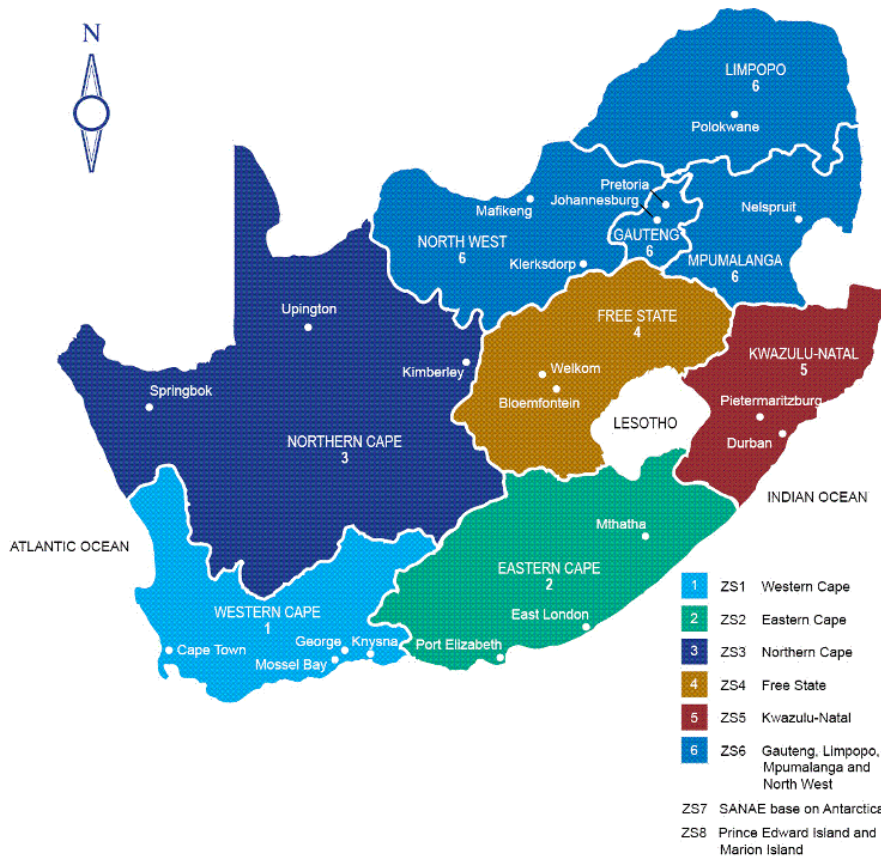 N
LIMPOPO
6
Polokwane
Pretoria
Johannesburg
Mafikeng
Nelspruit
NORTH WEST
6
GAUTENG
6
Klerksdorp
MPUMALANGA
6
Upington
FREE STATE
4
KWAZULU-NATAL
5
Kimberley
Welkom
Bloemfontein
Springbok
Pietermaritzburg
LESOTHO
Durban
NORTHERN CAPE
3
INDIAN OCEAN
Mthatha
ATLANTIC OCEAN
EASTERN CAPE
2
WESTERN CAPE
1
East London
George
Knysna
Port Elizabeth
Cape Town
Mossel Bay
1 ZS1 Western Cape
2 ZS2 Eastern Cape
3 ZS3 Northern Cape
4 ZS4 Free State
5 ZS5 Kwazulu-Natal
6 ZS6 Gauteng, Limpopo,
Mpumalanga and
North West
ZS7 SANAE base on Antarctica
ZS8 Prince Edward Island and
Marion Island